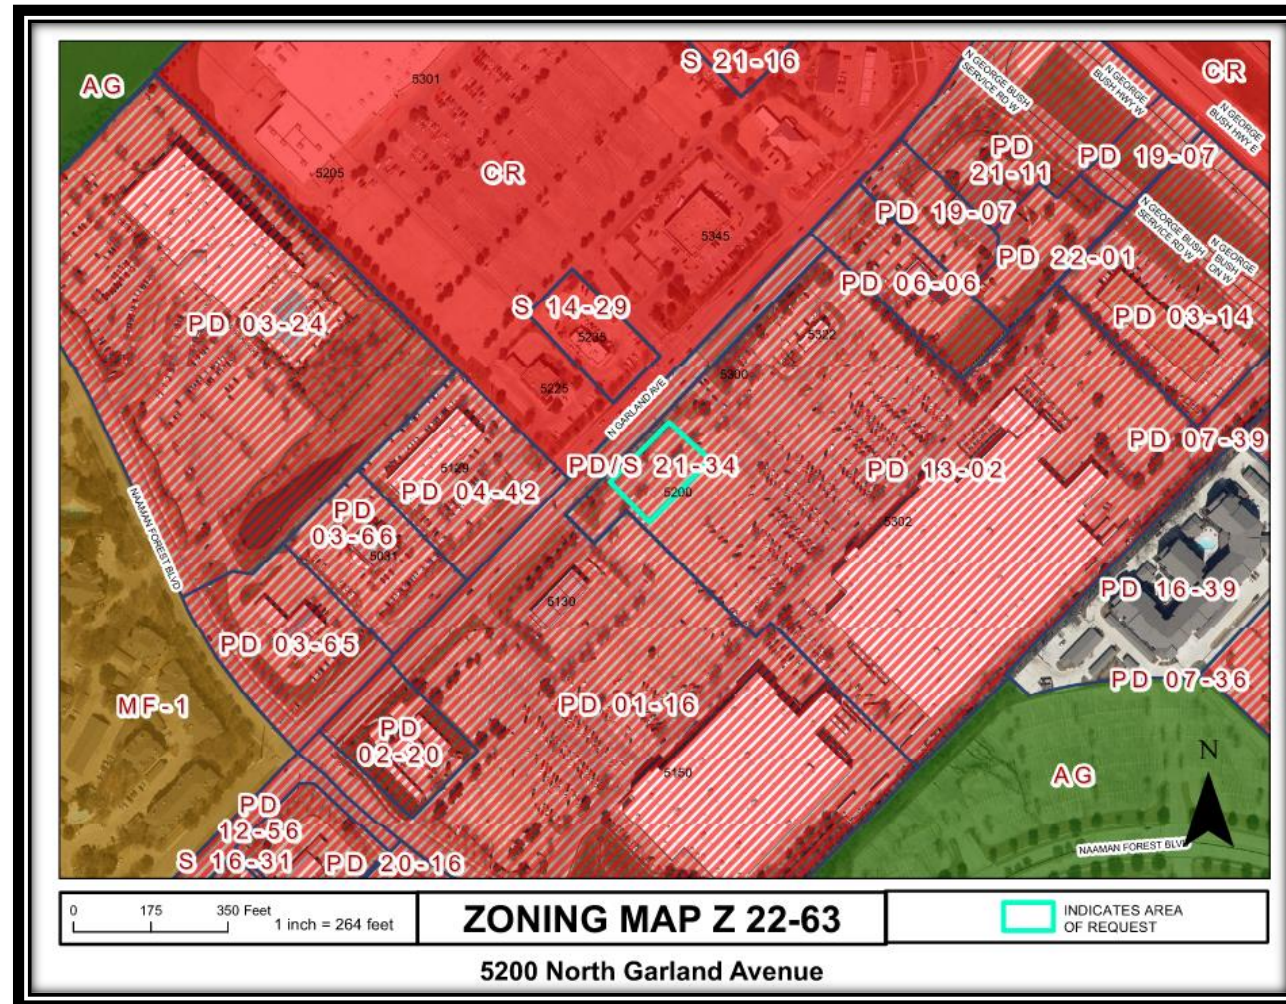 S 21-16
CR
AG
5301
N GEORGE BUSH
SERVICE RD W
N GEORGE
BUSH HWY W
N GEORGE
BUSH HWY E
5205
CR
PD
21-11
PD 19-07
PD 19-07
5345
N GEORGE BUSH
SERVICE RD W
N GEORGE
BUSH
ON W
PD 22-01
PD 06-06
S 14-29
PD 03-24
5235
PD 03-14
5322
5300
5225
N GARLAND AVE
PD 07-39
PD/S 21-34
PD 13-02
5129
PD 04-42
5200
PD
03-66
5302
5031
NAAMAN FOREST BLVD
PD 16-39
5130
PD 03-65
PD 07-36
MF-1
PD 01-16
PD
02-20
N
5150
AG
PD
12-56
S 16-31
PD 20-16
NAAMAN FOREST BLV
0 175 350 Feet
1 inch = 264 feet
ZONING MAP Z 22-63
INDICATES AREA
OF REQUEST
5200 North Garland Avenue